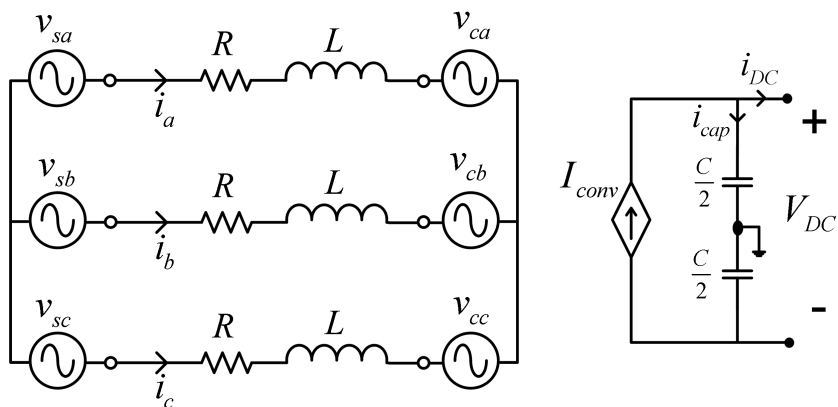 v_sa R L v_ca
i_a
v_sb R L v_cb
i_b
v_sc R L v_cc
i_c
i_DC
i_cap
+
C/2
I_conv
V_DC
C/2
-